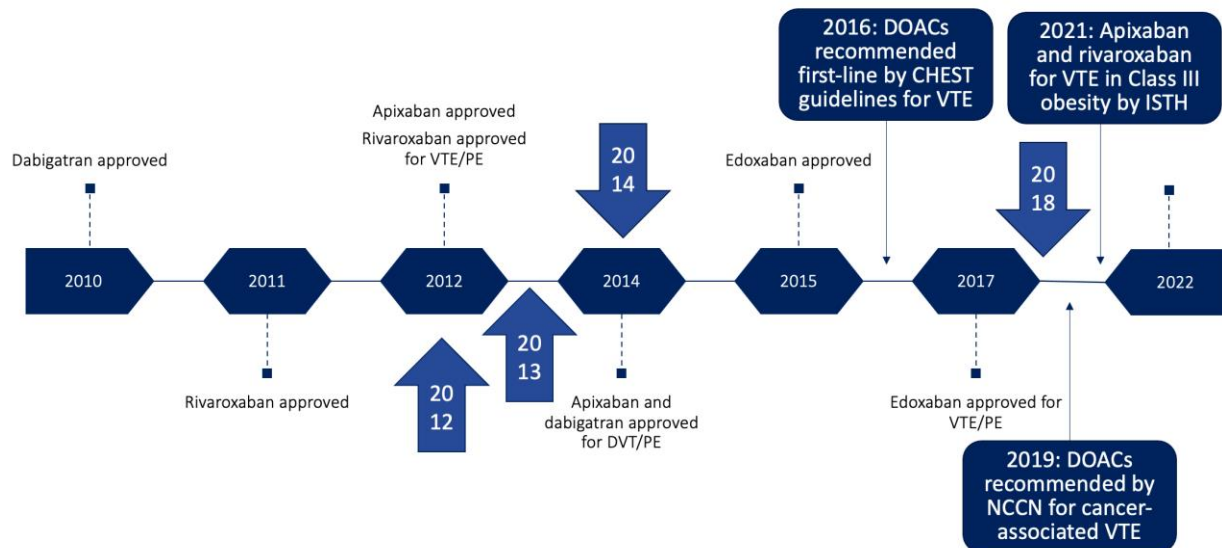 2016: DOACs
recommended
first-line by CHEST
guidelines for VTE
2021: Apixaban
and rivaroxaban
for VTE in Class III
obesity by ISTH
Apixaban approved
Rivaroxaban approved
for VTE/PE
Dabigatran approved
20
14
Edoxaban approved
20
18
2010
2011
2012
2014
2015
2017
2022
20
12
20
13
Rivaroxaban approved
Apixaban and
dabigatran approved
for DVT/PE
Edoxaban approved for
VTE/PE
2019: DOACs
recommended by
NCCN for cancer-
associated VTE